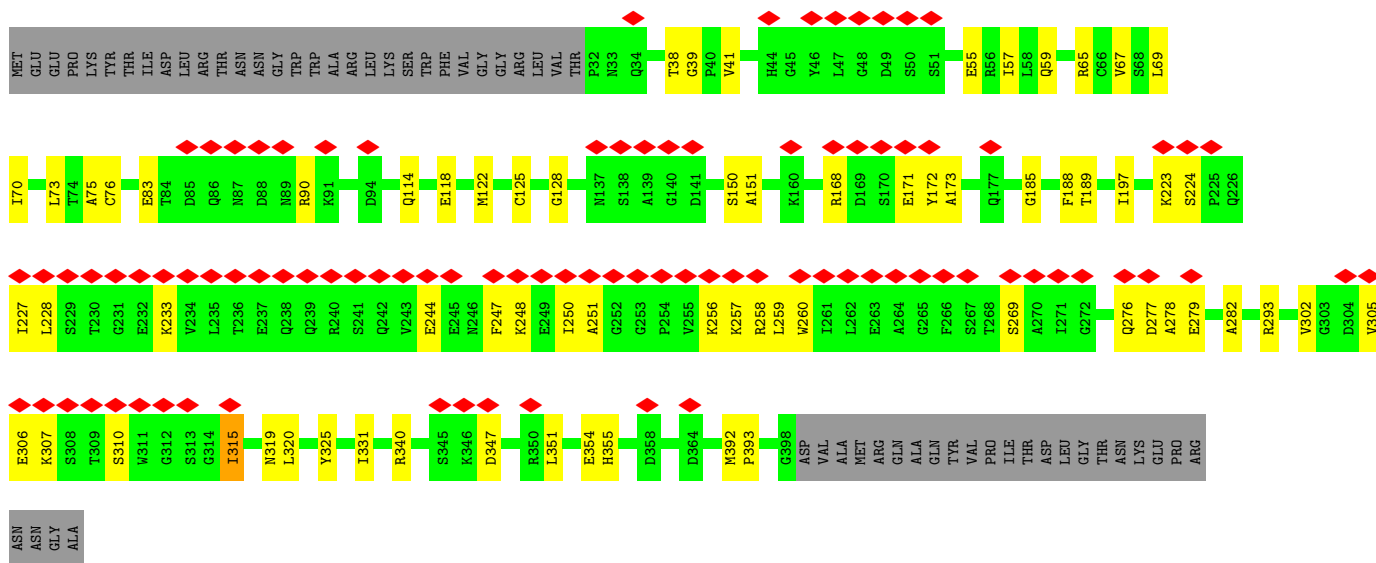 MET GLU GLU PRO LYS TYR THR ILE ASP LEU ARG THR ASN ASN GLY TRP TRP ALA ARG LEU LYS SER TRP PHE VAL GLY GLY ARG LEU VAL THR P32 N33 Q34 T38 G39 P40 V41 H44 G45 Y46 L47 G48 D49 S50 S51 E55 R56 I57 L58 Q59 R65 C66 V67 S68 L69
I70 L73 T74 A75 C76 E83 T84 D85 Q86 N87 D88 N89 R90 K91 D94 Q114 E118 M122 C125 G128 N137 S138 A139 G140 D141 S150 A151 K160 R168 D169 S170 E171 Y172 A173 Q177 G185 F188 T189 I197 K223 S224 P225 Q226
I227 L228 S229 T230 G231 E232 K233 V234 L235 T236 E237 Q238 Q239 R240 S241 Q242 V243 E244 E245 N246 F247 K248 E249 I250 A251 G252 G253 P254 V255 K256 K257 R258 L259 W260 I261 L262 E263 A264 G265 F266 S267 T268 S269 A270 I271 G272 Q276 D277 A278 E279 A282 R293 V302 G303 D304 V305
E306 K307 S308 T309 S310 W311 G312 S313 G314 I315 N319 L320 Y325 I331 R340 S345 K346 D347 R350 L351 E354 H355 D358 D364 M392 P393 G398 ASP VAL ALA MET ARG GLN ALA GLN TYR VAL PRO ILE THR ASP LEU GLY THR ASN LYS GLU PRO ARG
ASN ASN GLY ALA